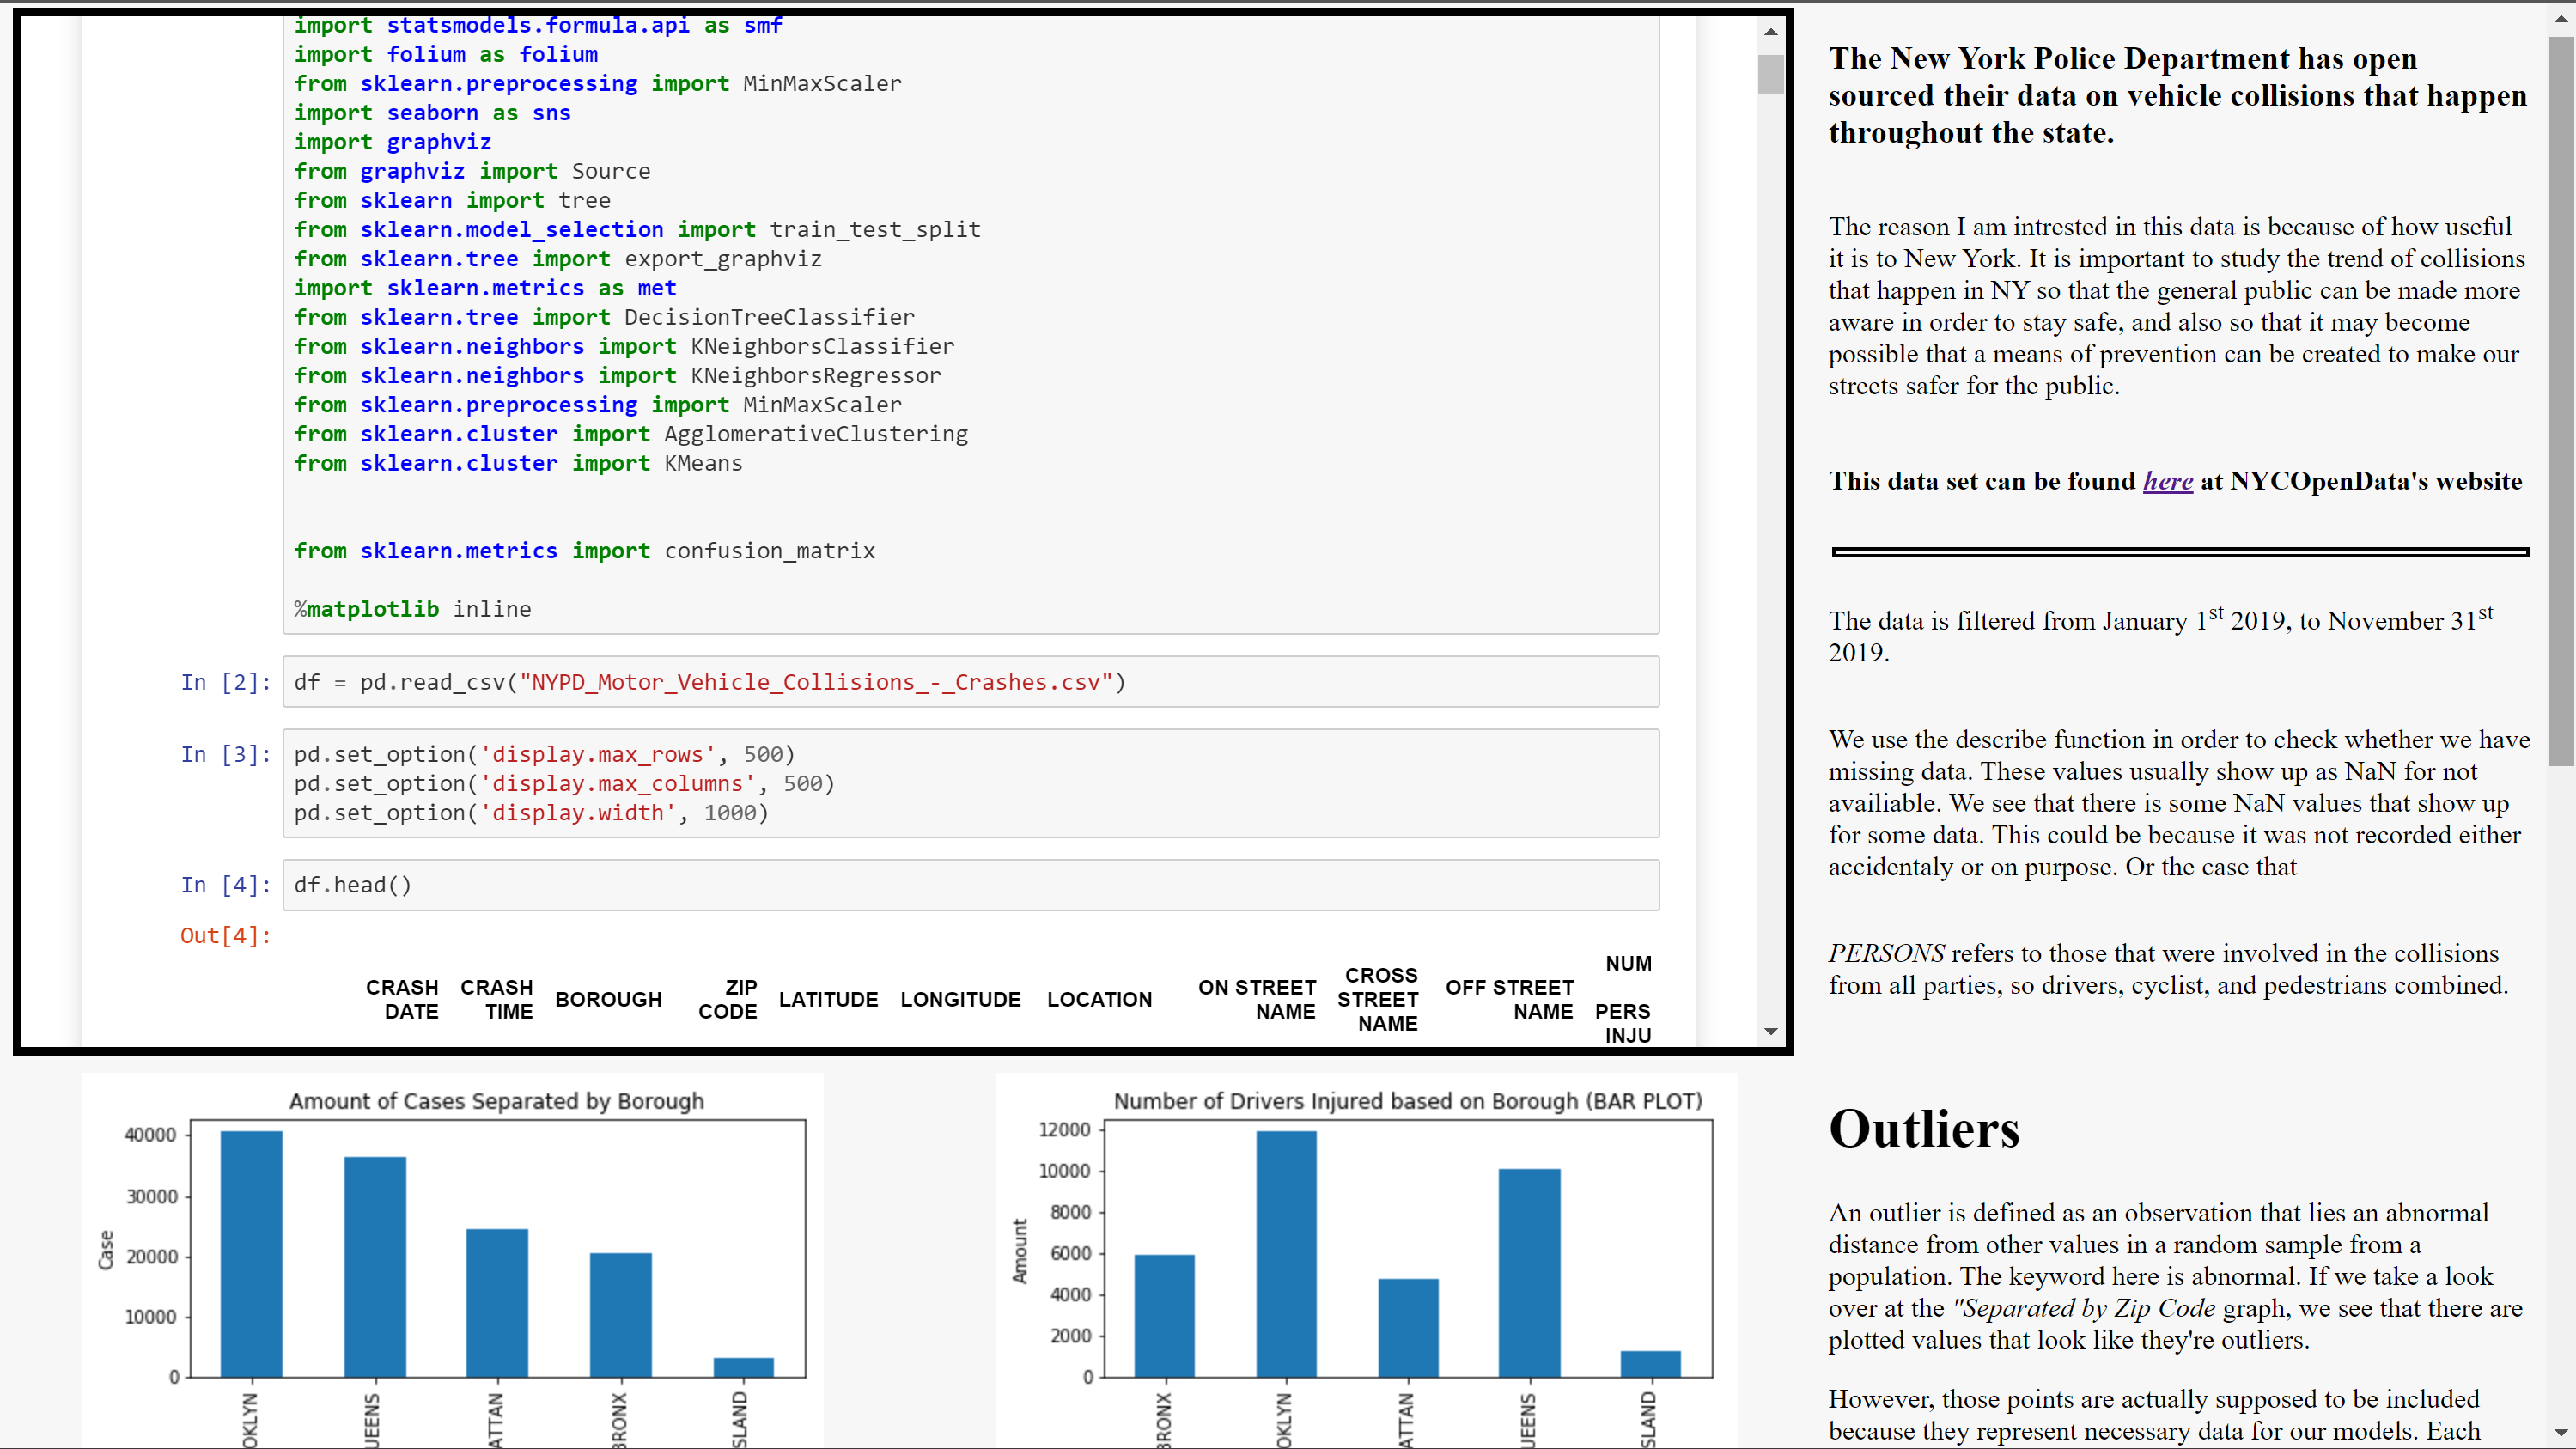 import statsmodels.formula.api as smf
import folium as folium
from sklearn.preprocessing import MinMaxScaler
import seaborn as sns
import graphviz
from graphviz import Source
from sklearn import tree
from sklearn.model_selection import train_test_split
from sklearn.tree import export_graphviz
import sklearn.metrics as met
from sklearn.tree import DecisionTreeClassifier
from sklearn.neighbors import KNeighborsClassifier
from sklearn.neighbors import KNeighborsRegressor
from sklearn.preprocessing import MinMaxScaler
from sklearn.cluster import AgglomerativeClustering
from sklearn.cluster import KMeans
from sklearn.metrics import confusion_matrix
%matplotlib inline
In [2]: df = pd.read_csv("NYPD_Motor_Vehicle_Collisions_-_Crashes.csv")
In [3]: pd.set_option('display.max_rows', 500)
pd.set_option('display.max_columns', 500)
pd.set_option('display.width', 1000)
In [4]: df.head()
Out[4]:
CRASH DATE
CRASH TIME
BOROUGH
ZIP CODE
LATITUDE
LONGITUDE
LOCATION
ON STREET NAME
CROSS STREET NAME
OFF STREET NAME
NUM
PERS
INJU
Amount of Cases Separated by Borough
Case
40000
30000
20000
10000
0
OKLYN
UEENS
ATTAN
BRONX
SLAND
Number of Drivers Injured based on Borough (BAR PLOT)
Amount
12000
10000
8000
6000
4000
2000
0
BRONX
OKLYN
ATTAN
UEENS
SLAND
The New York Police Department has open
sourced their data on vehicle collisions that happen
throughout the state.
The reason I am intrested in this data is because of how useful
it is to New York. It is important to study the trend of collisions
that happen in NY so that the general public can be made more
aware in order to stay safe, and also so that it may become
possible that a means of prevention can be created to make our
streets safer for the public.
This data set can be found here at NYCOpenData's website
The data is filtered from January 1st 2019, to November 31st
2019.
We use the describe function in order to check whether we have
missing data. These values usually show up as NaN for not
availiable. We see that there is some NaN values that show up
for some data. This could be because it was not recorded either
accidentaly or on purpose. Or the case that
PERSONS refers to those that were involved in the collisions
from all parties, so drivers, cyclist, and pedestrians combined.
Outliers
An outlier is defined as an observation that lies an abnormal
distance from other values in a random sample from a
population. The keyword here is abnormal. If we take a look
over at the "Separated by Zip Code graph, we see that there are
plotted values that look like they're outliers.
However, those points are actually supposed to be included
because they represent necessary data for our models. Each